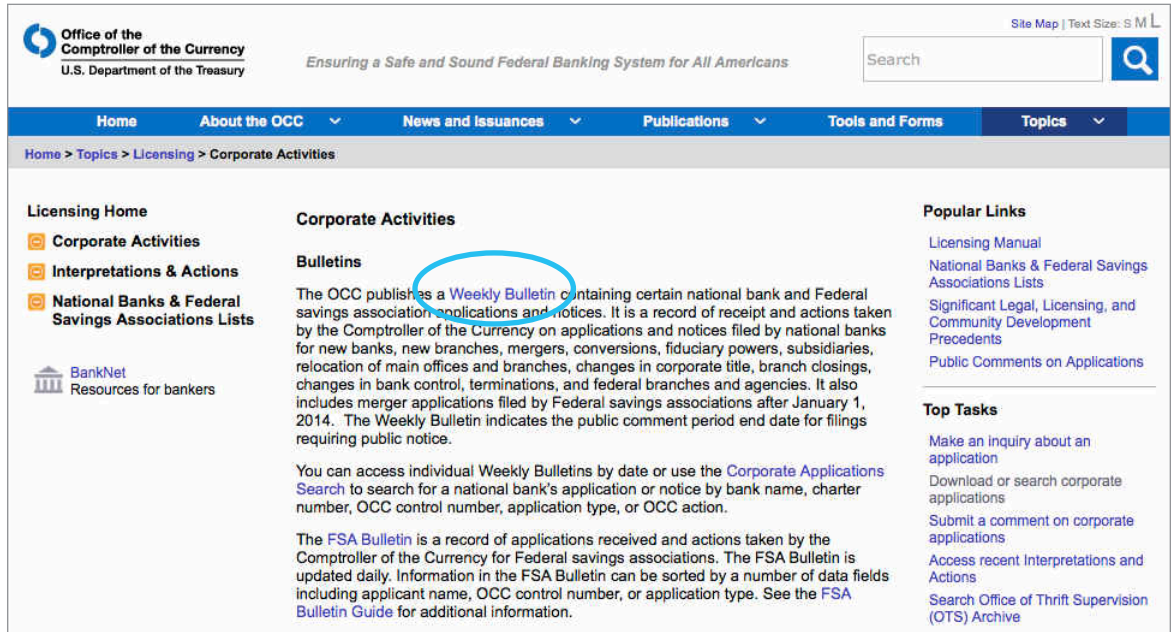 Site Map | Text Size: S M L
Office of the
Comptroller of the Currency
U.S. Department of the Treasury
Ensuring a Safe and Sound Federal Banking System for All Americans
Search
Home About the OCC News and Issuances Publications Tools and Forms Topics
Home > Topics > Licensing > Corporate Activities
Licensing Home
Corporate Activities
Interpretations & Actions
National Banks & Federal
Savings Associations Lists
BankNet
Resources for bankers
Corporate Activities
Bulletins
The OCC publishes a Weekly Bulletin containing certain national bank and Federal
savings association applications and notices. It is a record of receipt and actions taken
by the Comptroller of the Currency on applications and notices filed by national banks
for new banks, new branches, mergers, conversions, fiduciary powers, subsidiaries,
relocation of main offices and branches, changes in corporate title, branch closings,
changes in bank control, terminations, and federal branches and agencies. It also
includes merger applications filed by Federal savings associations after January 1,
2014. The Weekly Bulletin indicates the public comment period end date for filings
requiring public notice.
You can access individual Weekly Bulletins by date or use the Corporate Applications
Search to search for a national bank's application or notice by bank name, charter
number, OCC control number, application type, or OCC action.
The FSA Bulletin is a record of applications received and actions taken by the
Comptroller of the Currency for Federal savings associations. The FSA Bulletin is
updated daily. Information in the FSA Bulletin can be sorted by a number of data fields
including applicant name, OCC control number, or application type. See the FSA
Bulletin Guide for additional information.
Popular Links
Licensing Manual
National Banks & Federal Savings
Associations Lists
Significant Legal, Licensing, and
Community Development
Precedents
Public Comments on Applications
Top Tasks
Make an inquiry about an
application
Download or search corporate
applications
Submit a comment on corporate
applications
Access recent Interpretations and
Actions
Search Office of Thrift Supervision
(OTS) Archive